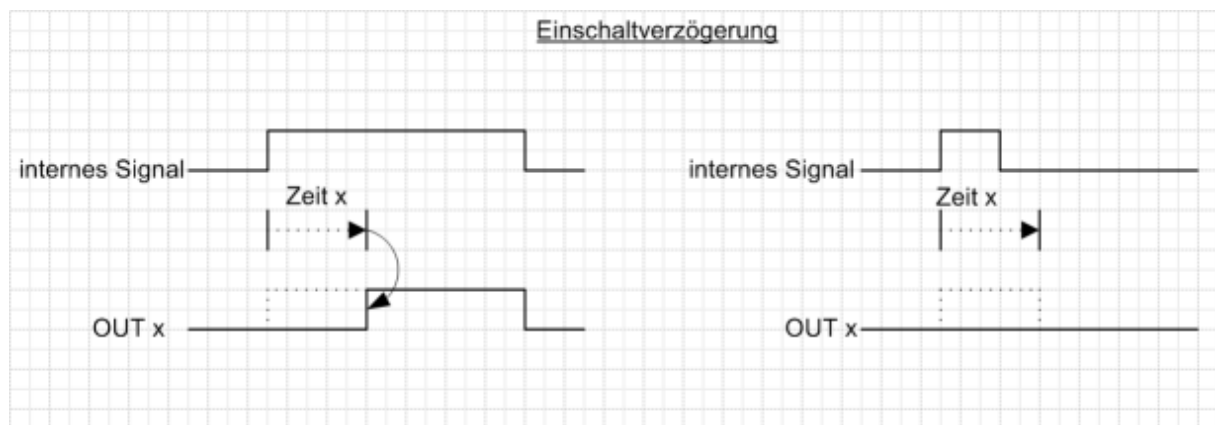 Einschaltverzögerung
internes Signal
Zeit x
OUT x
internes Signal
Zeit x
OUT x